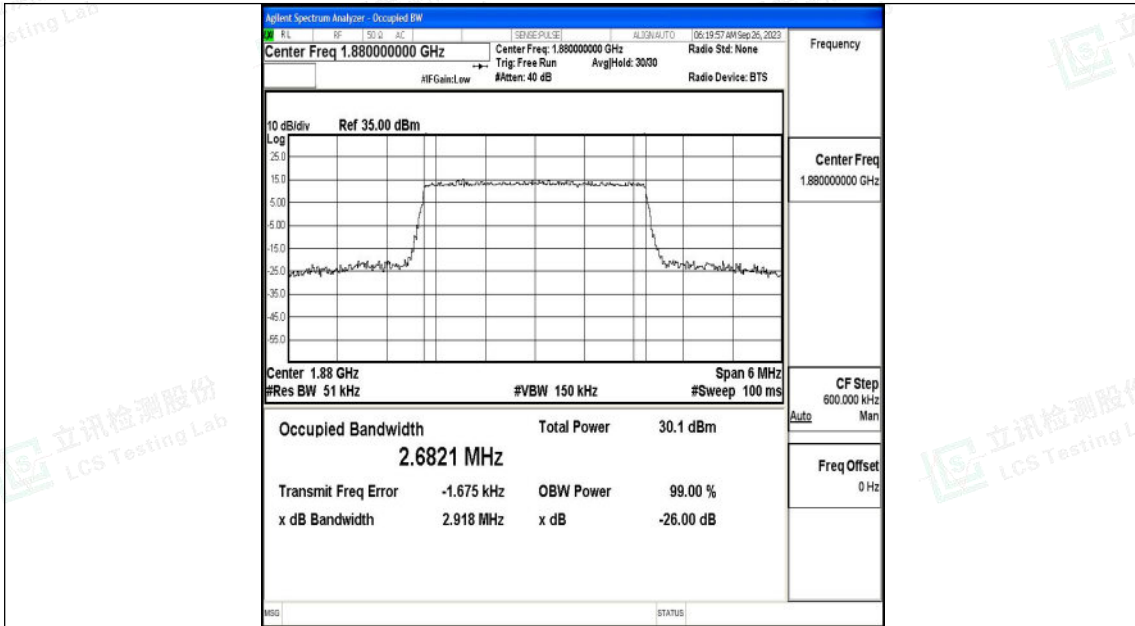 Agilent Spectrum Analyzer - Occupied BW
RL RF 50 Ω AC SENSE:PULSE ALIGNAUTO 06:19:57 AM Sep 26, 2023
Center Freq 1.880000000 GHz
Center Freq: 1.880000000 GHz
Radio Std: None
Trig: Free Run Avg|Hold: 30/30
#IFGain:Low
#Atten: 40 dB
Radio Device: BTS
Frequency
10 dB/div Ref 35.00 dBm
Log
25.0
15.0
5.00
-5.00
-15.0
-25.0
-35.0
-45.0
-55.0
Center 1.88 GHz Span 6 MHz
#Res BW 51 kHz #VBW 150 kHz #Sweep 100 ms
Center Freq
1.880000000 GHz
CF Step
600.000 kHz
Auto Man
Freq Offset
0 Hz
Occupied Bandwidth Total Power 30.1 dBm
2.6821 MHz
Transmit Freq Error -1.675 kHz OBW Power 99.00 %
x dB Bandwidth 2.918 MHz x dB -26.00 dB
MSG STATUS
立讯检测股份
LCS Testing Lab
立讯检测股份
LCS Testing L
sting Lab